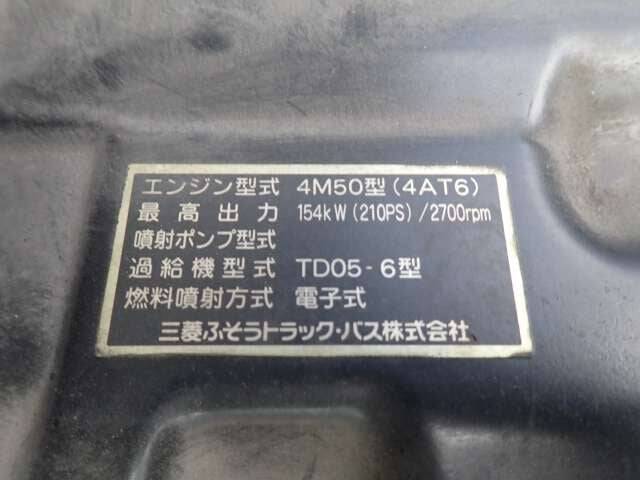 エンジン型式 4M50型(4AT6)
最高出力 154kW(210PS)/2700rpm
噴射ポンプ型式
過給機型式 TD05-6型
燃料噴射方式 電子式
三菱ふそうトラック・バス株式会社